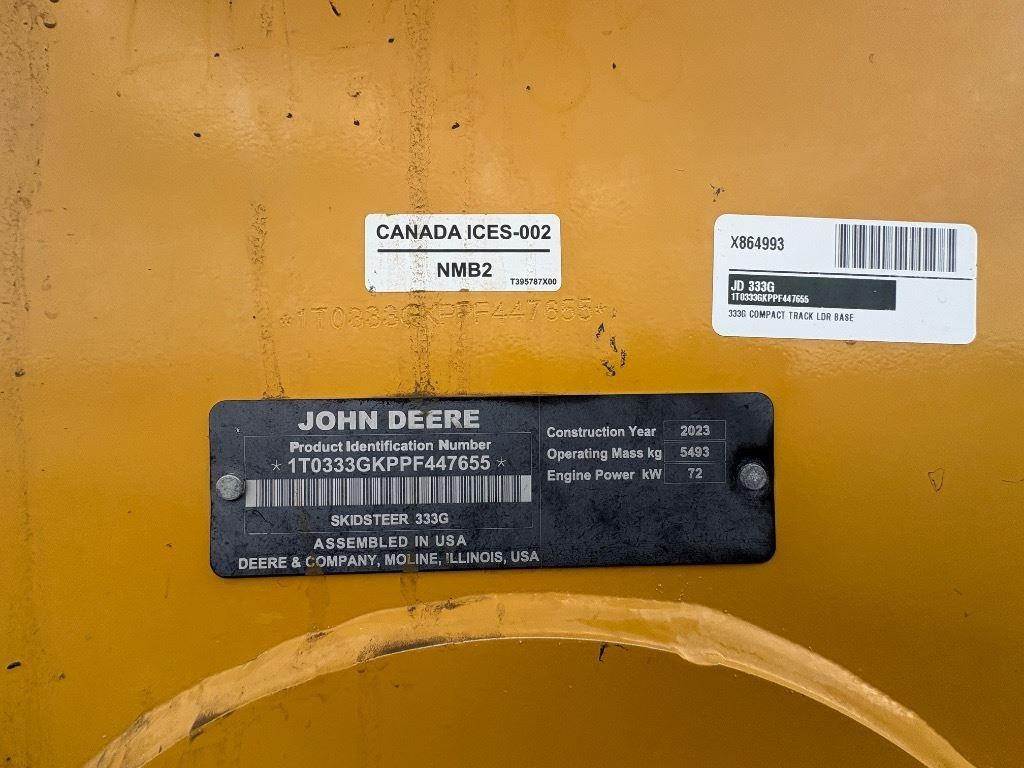 CANADA ICES-002
NMB2
T395787X00
X864993
JD 333G
1T0333GKPPF447655
333G COMPACT TRACK LDR BASE
*1T0333GKPPF447655*
JOHN DEERE
Product Identification Number
*1T0333GKPPF447655*
SKIDSTEER 333G
ASSEMBLED IN USA
DEERE & COMPANY, MOLINE, ILLINOIS, USA
Construction Year 2023
Operating Mass kg 5493
Engine Power kW 72